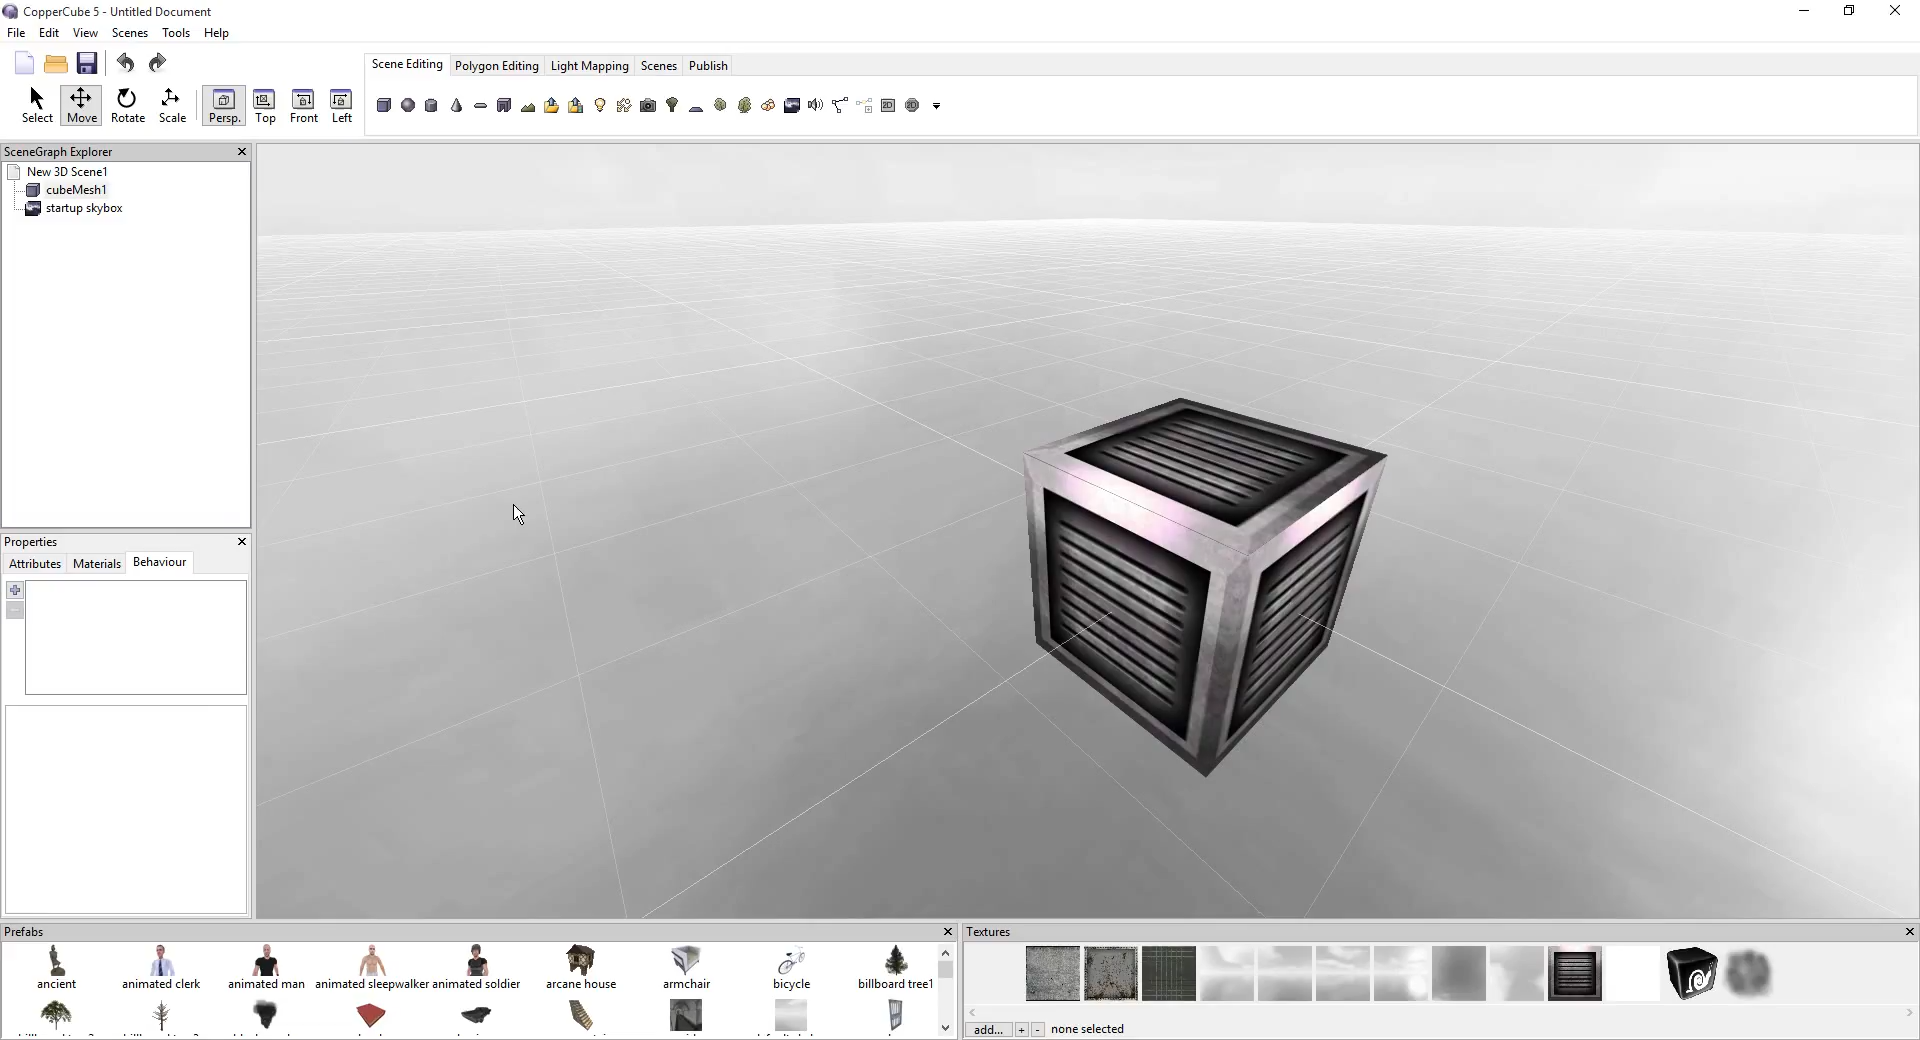 CopperCube 5 - Untitled Document
File Edit View Scenes Tools Help
Scene Editing Polygon Editing Light Mapping Scenes Publish
Select Move Rotate Scale Persp. Top Front Left
2D 2D
SceneGraph Explorer
New 3D Scene1
cubeMesh1
startup skybox
Properties
Attributes Materials Behaviour
Prefabs
ancient animated clerk animated man animated sleepwalker animated soldier arcane house armchair bicycle billboard tree1
Textures
add... + - none selected